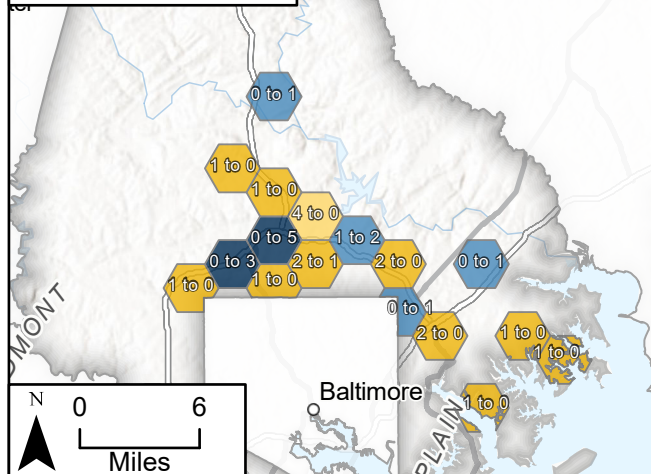 0 to 1
1 to 0
1 to 0
4 to 0
0 to 5
1 to 2
0 to 3
2 to 1
2 to 0
0 to 1
1 to 0
1 to 0
0 to 1
2 to 0
1 to 0
1 to 0
1 to 0
DMONT
PLAIN
Baltimore
N
0 6
Miles